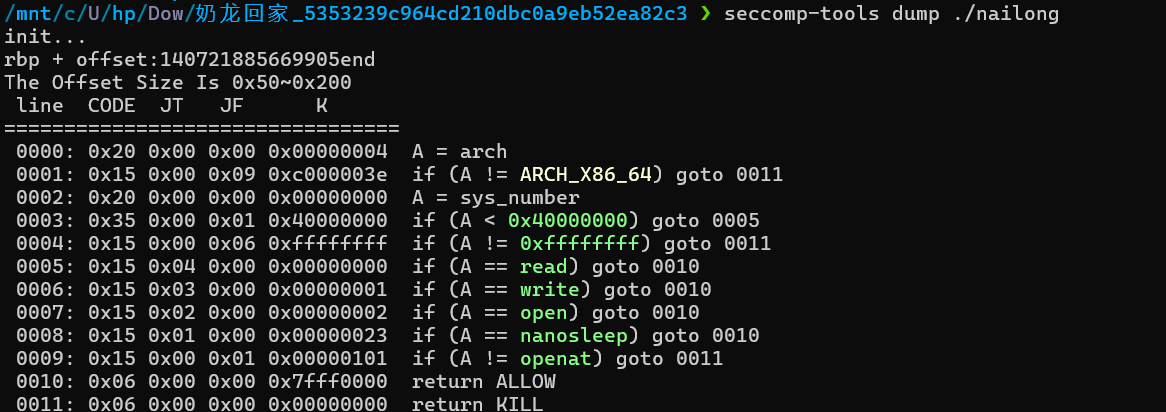 /mnt/c/U/hp/Dow/奶龙回家_5353239c964cd210dbc0a9eb52ea82c3 ❯ seccomp-tools dump ./nailong
init...
rbp + offset:140721885669905end
The Offset Size Is 0x50~0x200
 line  CODE  JT   JF      K
=================================
 0000: 0x20 0x00 0x00 0x00000004  A = arch
 0001: 0x15 0x00 0x09 0xc000003e  if (A != ARCH_X86_64) goto 0011
 0002: 0x20 0x00 0x00 0x00000000  A = sys_number
 0003: 0x35 0x00 0x01 0x40000000  if (A < 0x40000000) goto 0005
 0004: 0x15 0x00 0x06 0xffffffff  if (A != 0xffffffff) goto 0011
 0005: 0x15 0x04 0x00 0x00000000  if (A == read) goto 0010
 0006: 0x15 0x03 0x00 0x00000001  if (A == write) goto 0010
 0007: 0x15 0x02 0x00 0x00000002  if (A == open) goto 0010
 0008: 0x15 0x01 0x00 0x00000023  if (A == nanosleep) goto 0010
 0009: 0x15 0x00 0x01 0x00000101  if (A != openat) goto 0011
 0010: 0x06 0x00 0x00 0x7fff0000  return ALLOW
 0011: 0x06 0x00 0x00 0x00000000  return KILL